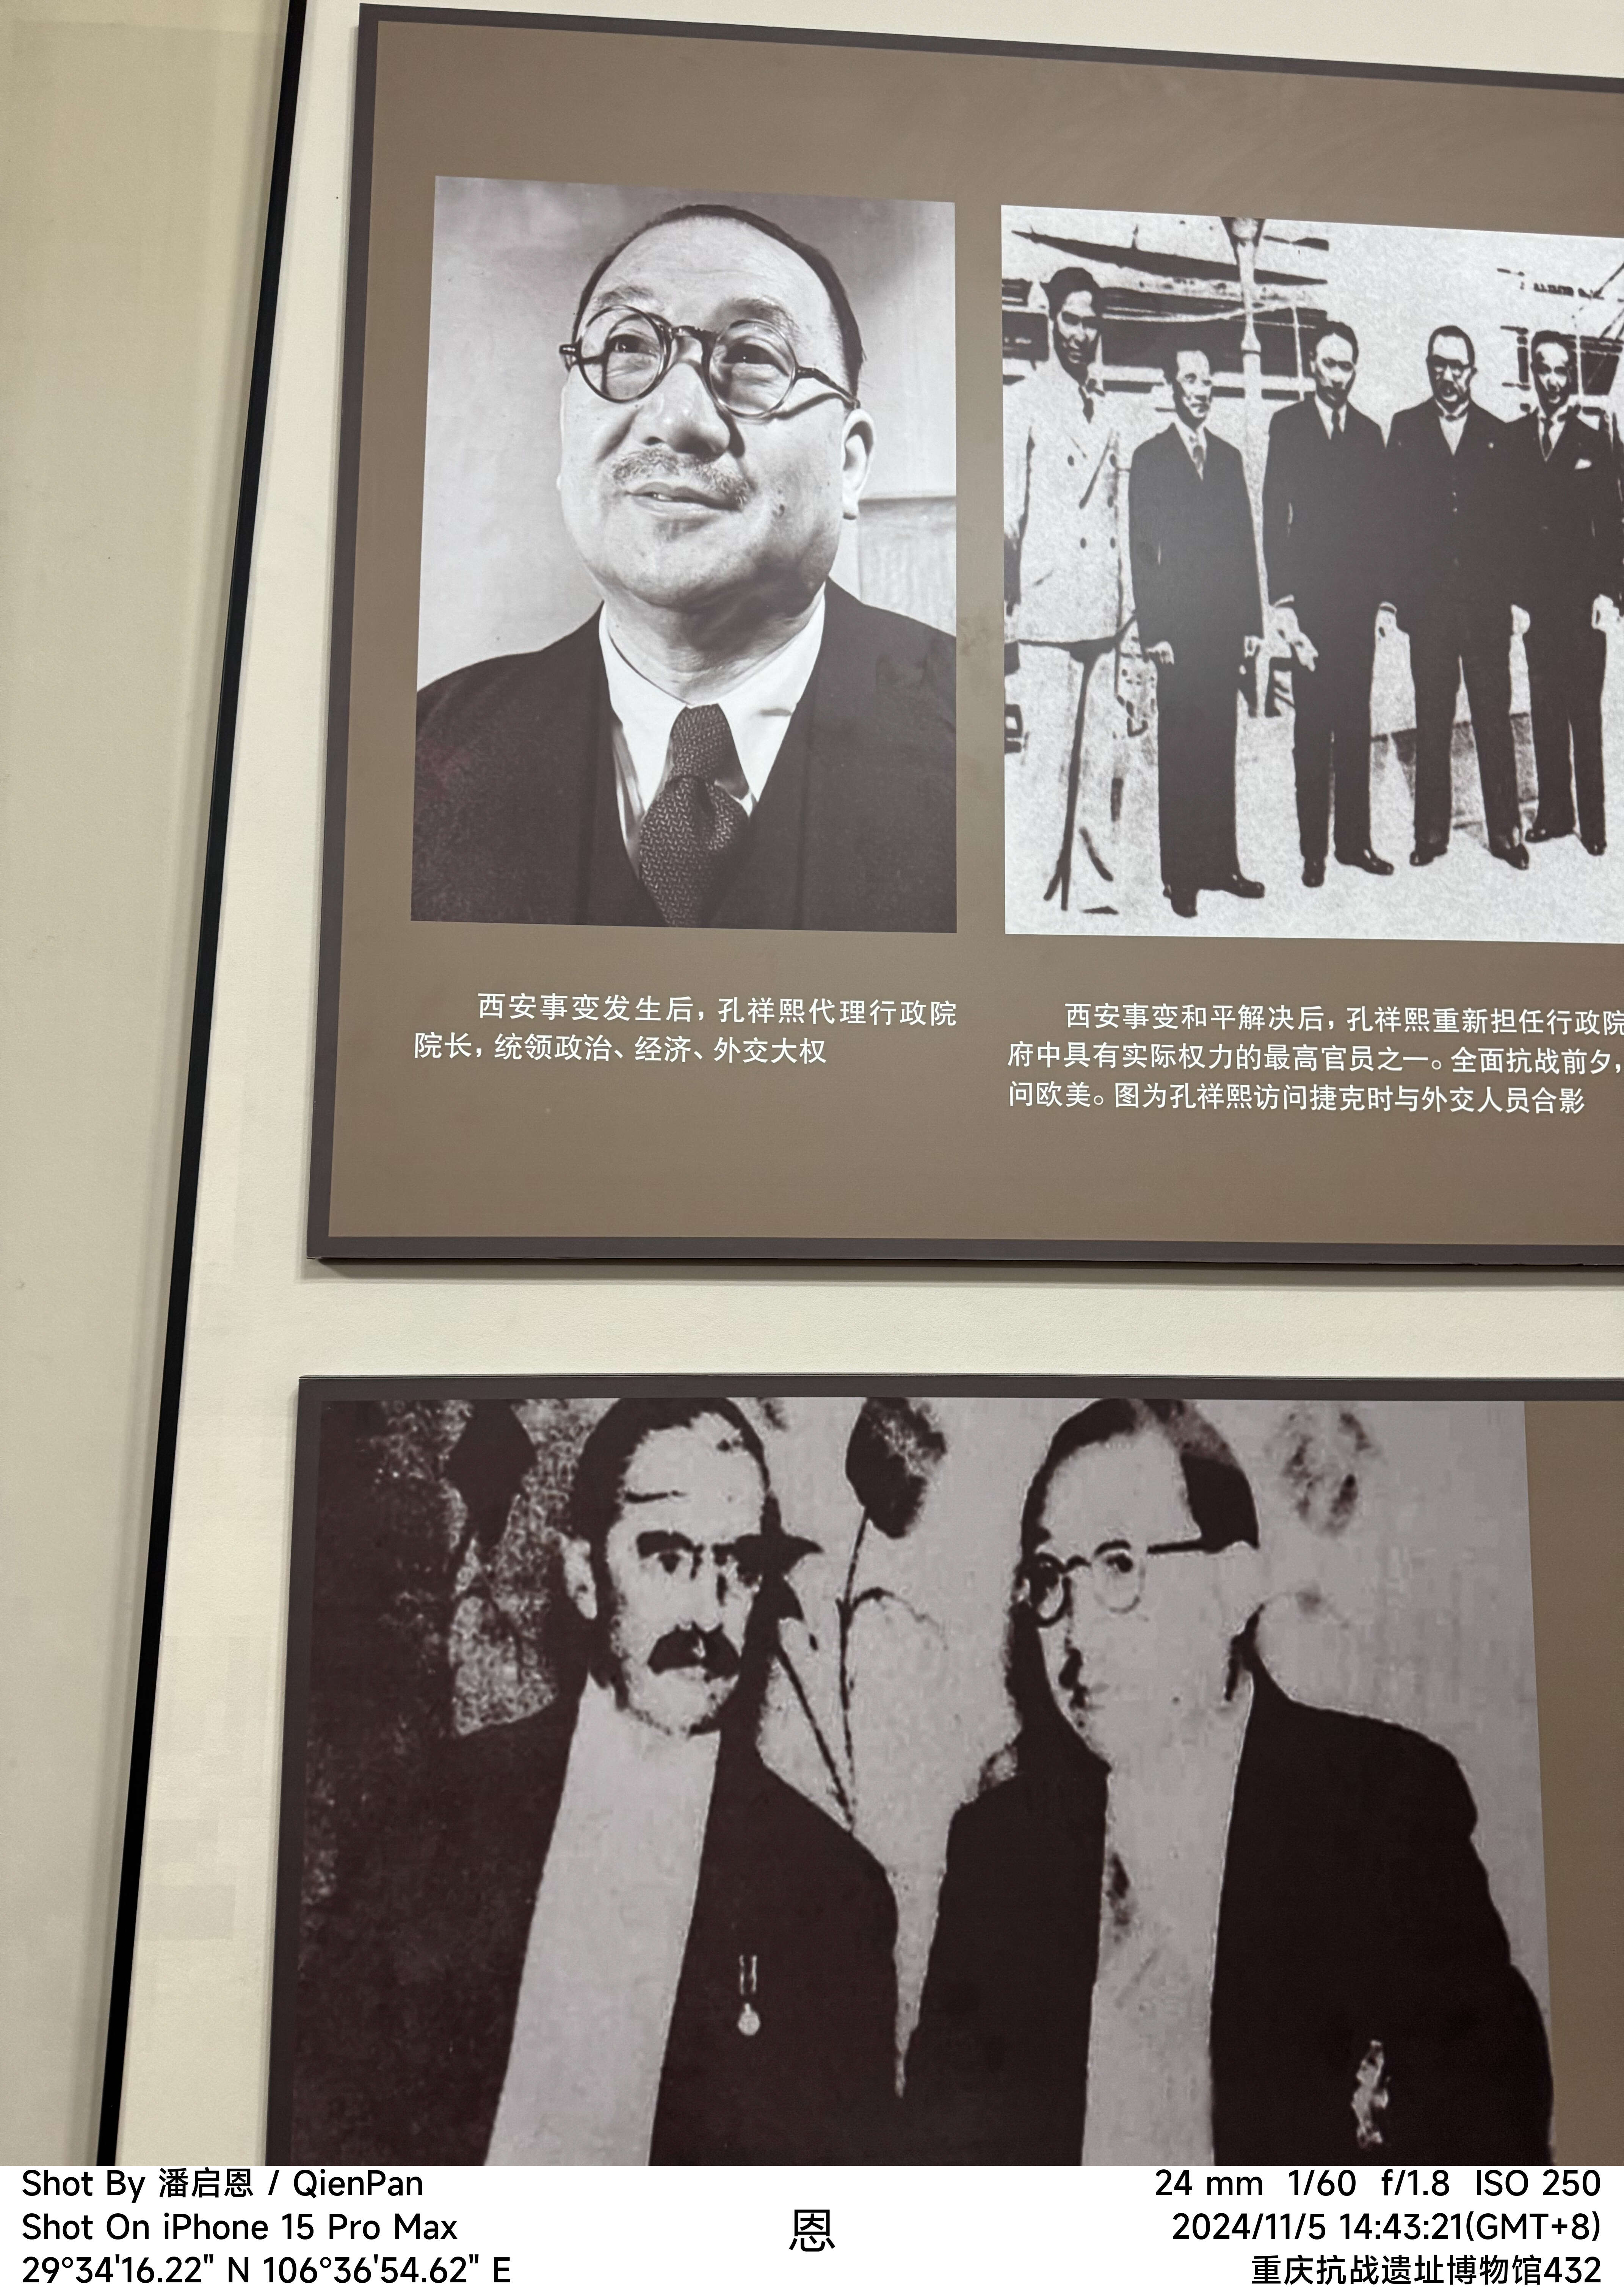 西安事变发生后，孔祥熙代理行政院
院长，统领政治、经济、外交大权
西安事变和平解决后，孔祥熙重新担任行政院
府中具有实际权力的最高官员之一。全面抗战前夕，
问欧美。图为孔祥熙访问捷克时与外交人员合影
Shot By 潘启恩 / QienPan
Shot On iPhone 15 Pro Max
29°34'16.22" N 106°36'54.62" E
恩
24 mm 1/60 f/1.8 ISO 250
2024/11/5 14:43:21(GMT+8)
重庆抗战遗址博物馆432